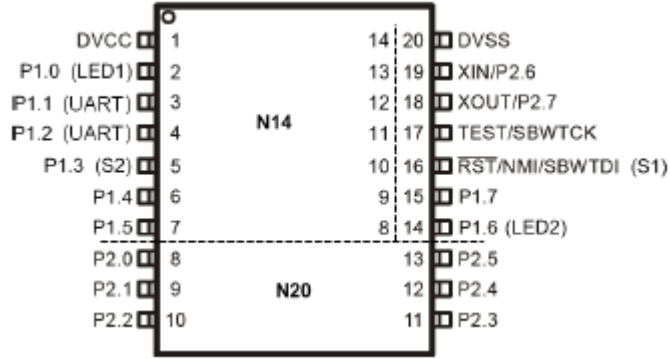 DVCC 1 14 20 DVSS
P1.0 (LED1) 2 13 19 XIN/P2.6
P1.1 (UART) 3 12 18 XOUT/P2.7
P1.2 (UART) 4 N14 11 17 TEST/SBWTCK
P1.3 (S2) 5 10 16 RST/NMI/SBWTDI (S1)
P1.4 6 9 15 P1.7
P1.5 7 8 14 P1.6 (LED2)
P2.0 8 13 P2.5
P2.1 9 N20 12 P2.4
P2.2 10 11 P2.3